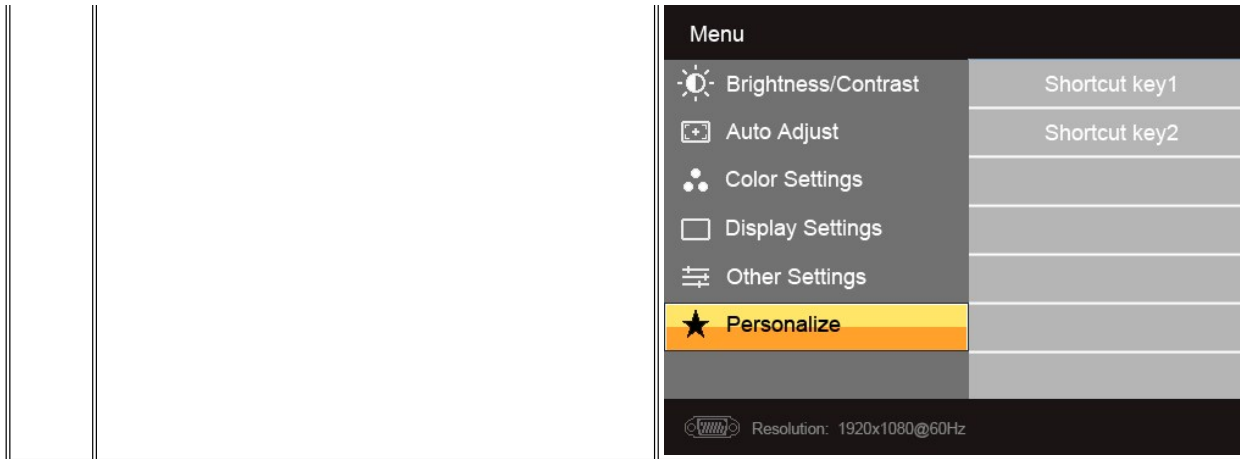 Menu
Brightness/Contrast Shortcut key1
Auto Adjust Shortcut key2
Color Settings
Display Settings
Other Settings
Personalize
Resolution: 1920x1080@60Hz